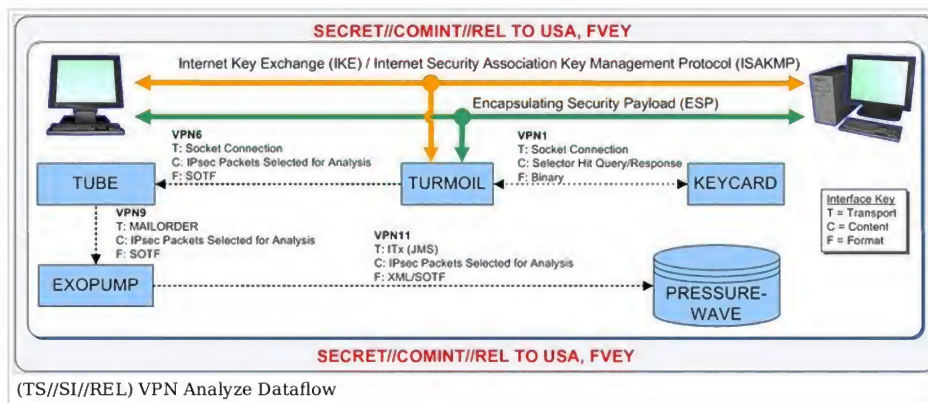 SECRET//COMINT//REL TO USA, FVEY
Internet Key Exchange (IKE) / Internet Security Association Key Management Protocol (ISAKMP)
Encapsulating Security Payload (ESP)
VPN6
T: Socket Connection
C: IPsec Packets Selected for Analysis
F: SOTF
VPN1
T: Socket Connection
C: Selector Hit Query/Response
F: Binary
TUBE
TURMOIL
KEYCARD
Interface Key
T = Transport
C = Content
F = Format
VPN9
T: MAILORDER
C: IPsec Packets Selected for Analysis
F: SOTF
VPN11
T: ITx (JMS)
C: IPsec Packets Selected for Analysis
F: XML/SOTF
EXOPUMP
PRESSURE-
WAVE
SECRET//COMINT//REL TO USA, FVEY
(TS//SI//REL) VPN Analyze Dataflow